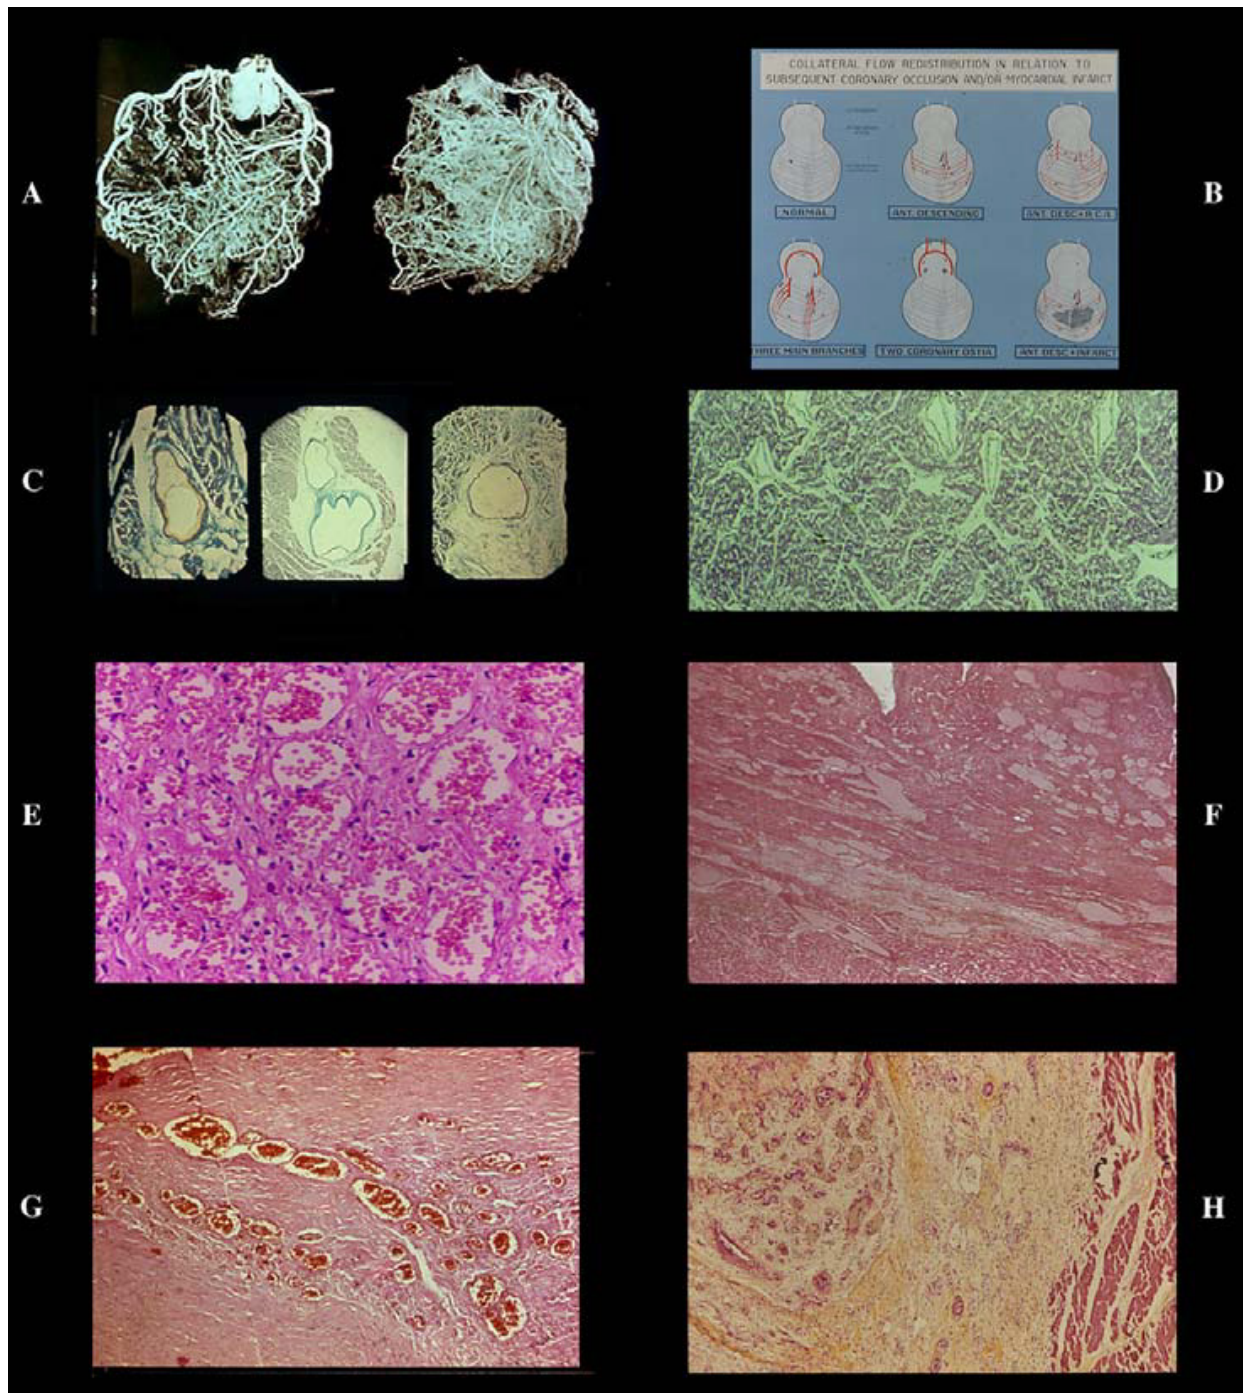 A
B
COLLATERAL FLOW REDISTRIBUTION IN RELATION TO
SUBSEQUENT CORONARY OCCLUSION AND/OR MYOCARDIAL INFARCT
NORMAL
ANT. DESCENDING
ANT. DESC.+R.C.A
THREE MAIN BRANCHES
TWO CORONARY OSTIA
ANT. DESC.+INFARCT
C
D
E
F
G
H